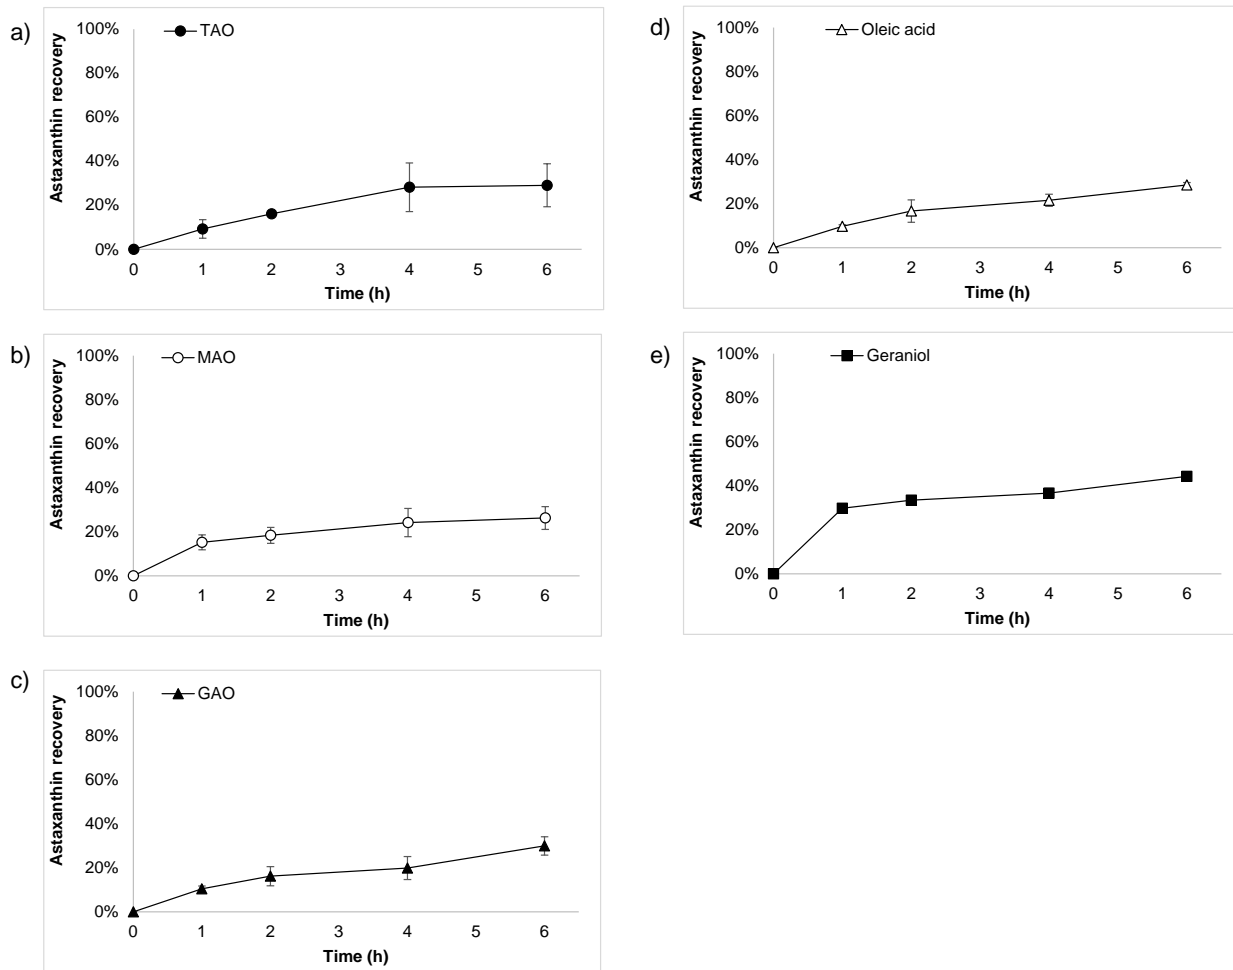 a)
TAO
Astaxanthin recovery
100%
80%
60%
40%
20%
0%
0 1 2 3 4 5 6
Time (h)
b)
MAO
Astaxanthin recovery
100%
80%
60%
40%
20%
0%
0 1 2 3 4 5 6
Time (h)
c)
GAO
Astaxanthin recovery
100%
80%
60%
40%
20%
0%
0 1 2 3 4 5 6
Time (h)
d)
Oleic acid
Astaxanthin recovery
100%
80%
60%
40%
20%
0%
0 1 2 3 4 5 6
Time (h)
e)
Geraniol
Astaxanthin recovery
100%
80%
60%
40%
20%
0%
0 1 2 3 4 5 6
Time (h)